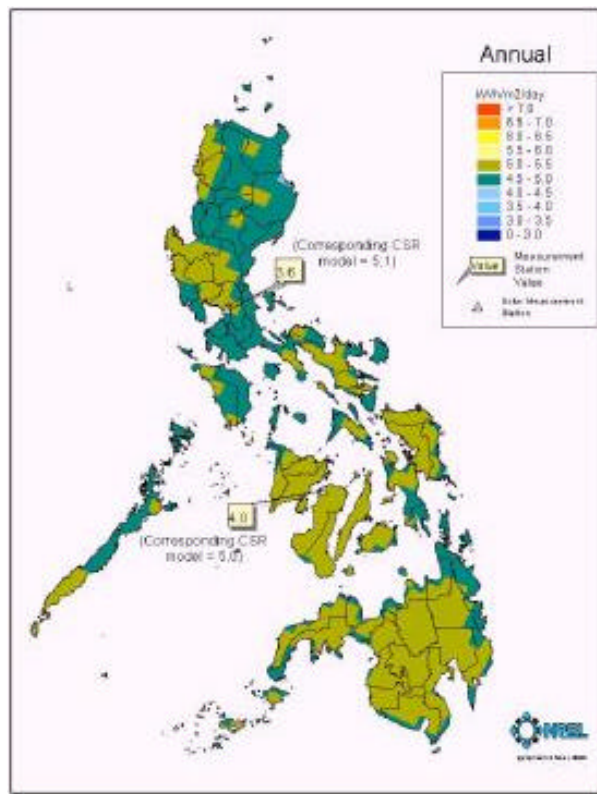 Annual
kWh/m2/day
> 7.0
6.5 - 7.0
6.0 - 6.5
5.5 - 6.0
5.0 - 5.5
4.5 - 5.0
4.0 - 4.5
3.5 - 4.0
3.0 - 3.5
0 - 3.0
Value
Measurement
Station
Value
Solar Measurement
Station
(Corresponding CSR
model = 5.1)
3.6
4.0
(Corresponding CSR
model = 5.0)
NREL